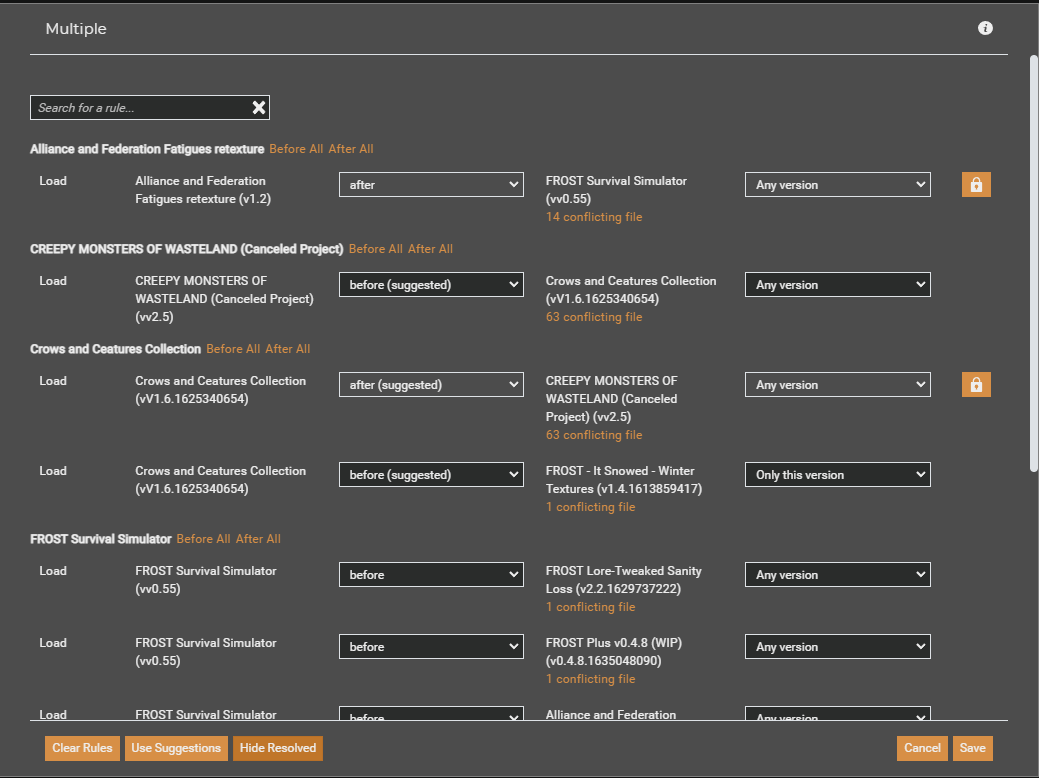 Multiple
Search for a rule...
Alliance and Federation Fatigues retexture Before All After All
Load
Alliance and Federation
Fatigues retexture (v1.2)
after
FROST Survival Simulator
(vv0.55)
14 conflicting file
Any version
CREEPY MONSTERS OF WASTELAND (Canceled Project) Before All After All
Load
CREEPY MONSTERS OF
WASTELAND (Canceled Project)
(vv2.5)
before (suggested)
Crows and Ceatures Collection
(vV1.6.1625340654)
63 conflicting file
Any version
Crows and Ceatures Collection Before All After All
Load
Crows and Ceatures Collection
(vV1.6.1625340654)
after (suggested)
CREEPY MONSTERS OF
WASTELAND (Canceled
Project) (vv2.5)
63 conflicting file
Any version
Load
Crows and Ceatures Collection
(vV1.6.1625340654)
before (suggested)
FROST - It Snowed - Winter
Textures (v1.4.1613859417)
1 conflicting file
Only this version
FROST Survival Simulator Before All After All
Load
FROST Survival Simulator
(vv0.55)
before
FROST Lore-Tweaked Sanity
Loss (v2.2.1629737222)
1 conflicting file
Any version
Load
FROST Survival Simulator
(vv0.55)
before
FROST Plus v0.4.8 (WIP)
(v0.4.8.1635048090)
1 conflicting file
Any version
Load
FROST Survival Simulator
before
Alliance and Federation
Any version
Clear Rules
Use Suggestions
Hide Resolved
Cancel
Save